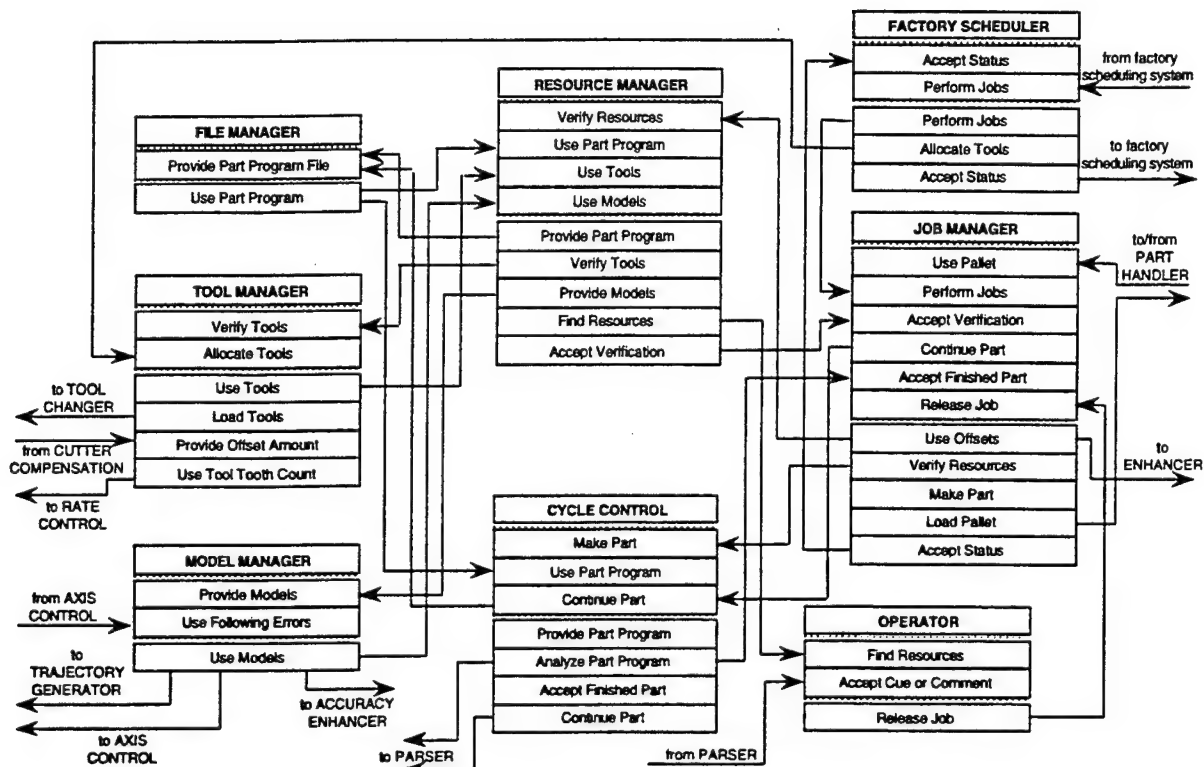 FACTORY SCHEDULER
Accept Status
Perform Jobs
Perform Jobs
Allocate Tools
Accept Status
from factory
scheduling system
to factory
scheduling system
RESOURCE MANAGER
Verify Resources
Use Part Program
Use Tools
Use Models
Provide Part Program
Verify Tools
Provide Models
Find Resources
Accept Verification
FILE MANAGER
Provide Part Program File
Use Part Program
JOB MANAGER
Use Pallet
Perform Jobs
Accept Verification
Continue Part
Accept Finished Part
Release Job
Use Offsets
Verify Resources
Make Part
Load Pallet
Accept Status
to/from
PART
HANDLER
to
ENHANCER
TOOL MANAGER
Verify Tools
Allocate Tools
Use Tools
Load Tools
Provide Offset Amount
Use Tool Tooth Count
to TOOL
CHANGER
from CUTTER
COMPENSATION
to RATE
CONTROL
CYCLE CONTROL
Make Part
Use Part Program
Continue Part
Provide Part Program
Analyze Part Program
Accept Finished Part
Continue Part
MODEL MANAGER
Provide Models
Use Following Errors
Use Models
from AXIS
CONTROL
to
TRAJECTORY
GENERATOR
to AXIS
CONTROL
to ACCURACY
ENHANCER
to PARSER
OPERATOR
Find Resources
Accept Cue or Comment
Release Job
from PARSER